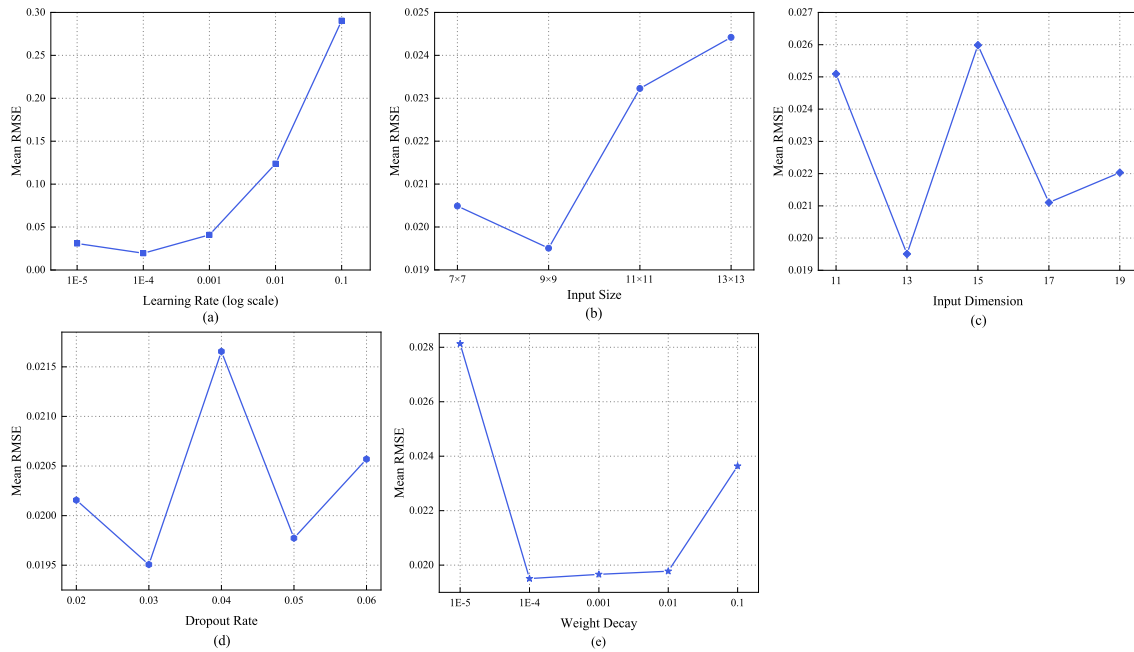 0.30
0.25
0.20
0.15
0.10
0.05
0.00
Mean RMSE
1E-5 1E-4 0.001 0.01 0.1
Learning Rate (log scale)
(a)
0.025
0.024
0.023
0.022
0.021
0.020
0.019
Mean RMSE
7×7 9×9 11×11 13×13
Input Size
(b)
0.027
0.026
0.025
0.024
0.023
0.022
0.021
0.020
0.019
Mean RMSE
11 13 15 17 19
Input Dimension
(c)
0.0215
0.0210
0.0205
0.0200
0.0195
Mean RMSE
0.02 0.03 0.04 0.05 0.06
Dropout Rate
(d)
0.028
0.026
0.024
0.022
0.020
Mean RMSE
1E-5 1E-4 0.001 0.01 0.1
Weight Decay
(e)